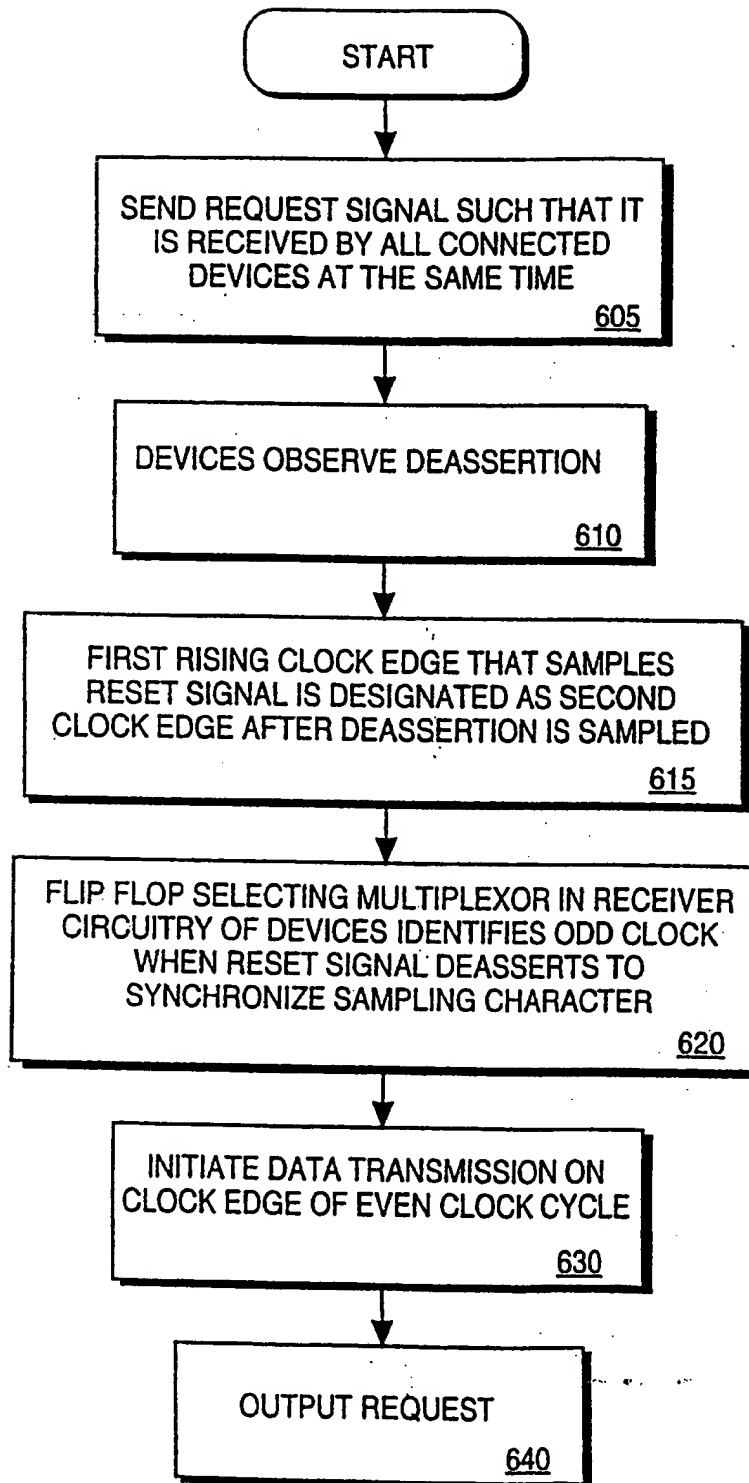 START
SEND REQUEST SIGNAL SUCH THAT IT
IS RECEIVED BY ALL CONNECTED
DEVICES AT THE SAME TIME
605
DEVICES OBSERVE DEASSERTION
610
FIRST RISING CLOCK EDGE THAT SAMPLES
RESET SIGNAL IS DESIGNATED AS SECOND
CLOCK EDGE AFTER DEASSERTION IS SAMPLED
615
FLIP FLOP SELECTING MULTIPLEXOR IN RECEIVER
CIRCUITRY OF DEVICES IDENTIFIES ODD CLOCK
WHEN RESET SIGNAL DEASSERTS TO
SYNCHRONIZE SAMPLING CHARACTER
620
INITIATE DATA TRANSMISSION ON
CLOCK EDGE OF EVEN CLOCK CYCLE
630
OUTPUT REQUEST
640